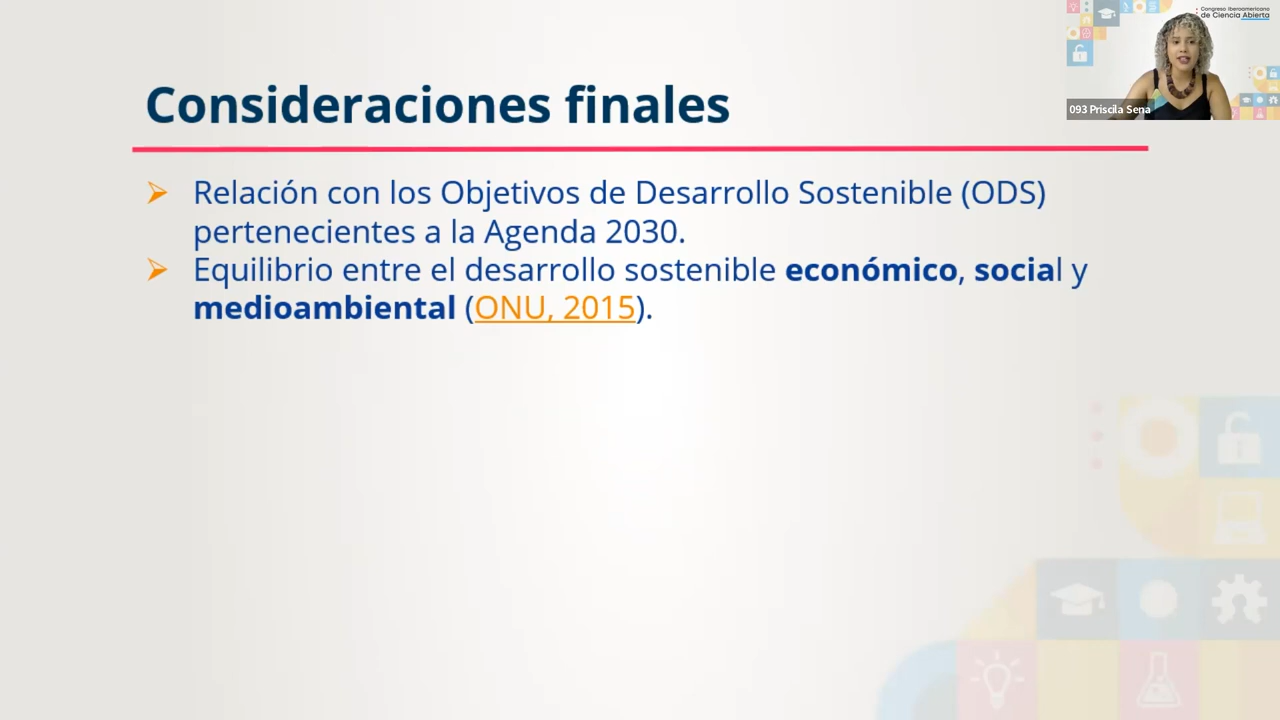 Congreso Iberoamericano
de Ciencia Abierta
093 Priscila Sena
Consideraciones finales
➢ Relación con los Objetivos de Desarrollo Sostenible (ODS)
pertenecientes a la Agenda 2030.
➢ Equilibrio entre el desarrollo sostenible económico, social y
medioambiental (ONU, 2015).